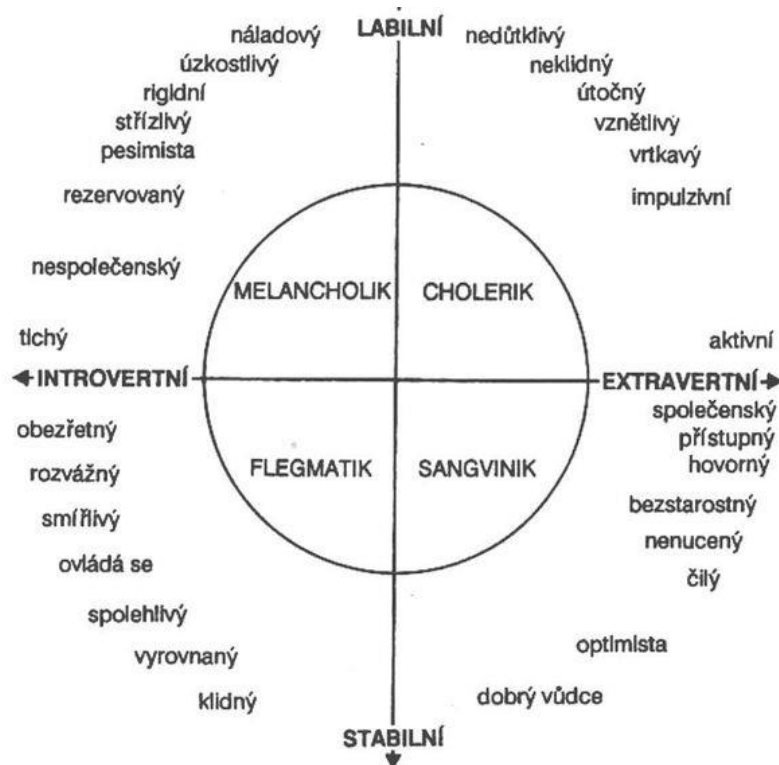 náladový LABILNÍ nedůtklivý
úzkostlivý neklidný
rigidní útočný
střízlivý vznětlivý
pesimista vrtkavý
rezervovaný impulzivní
nespolečenský
MELANCHOLIK CHOLERIK
tichý aktivní
INTROVERTNÍ EXTRAVERTNÍ
společenský
obezřetný přístupný
hovorný
rozvážný FLEGMATIK SANGVINIK
bezstarostný
smířlivý
nenucený
ovládá se
čilý
spolehlivý
optimista
vyrovnaný
klidný dobrý vůdce
STABILNÍ